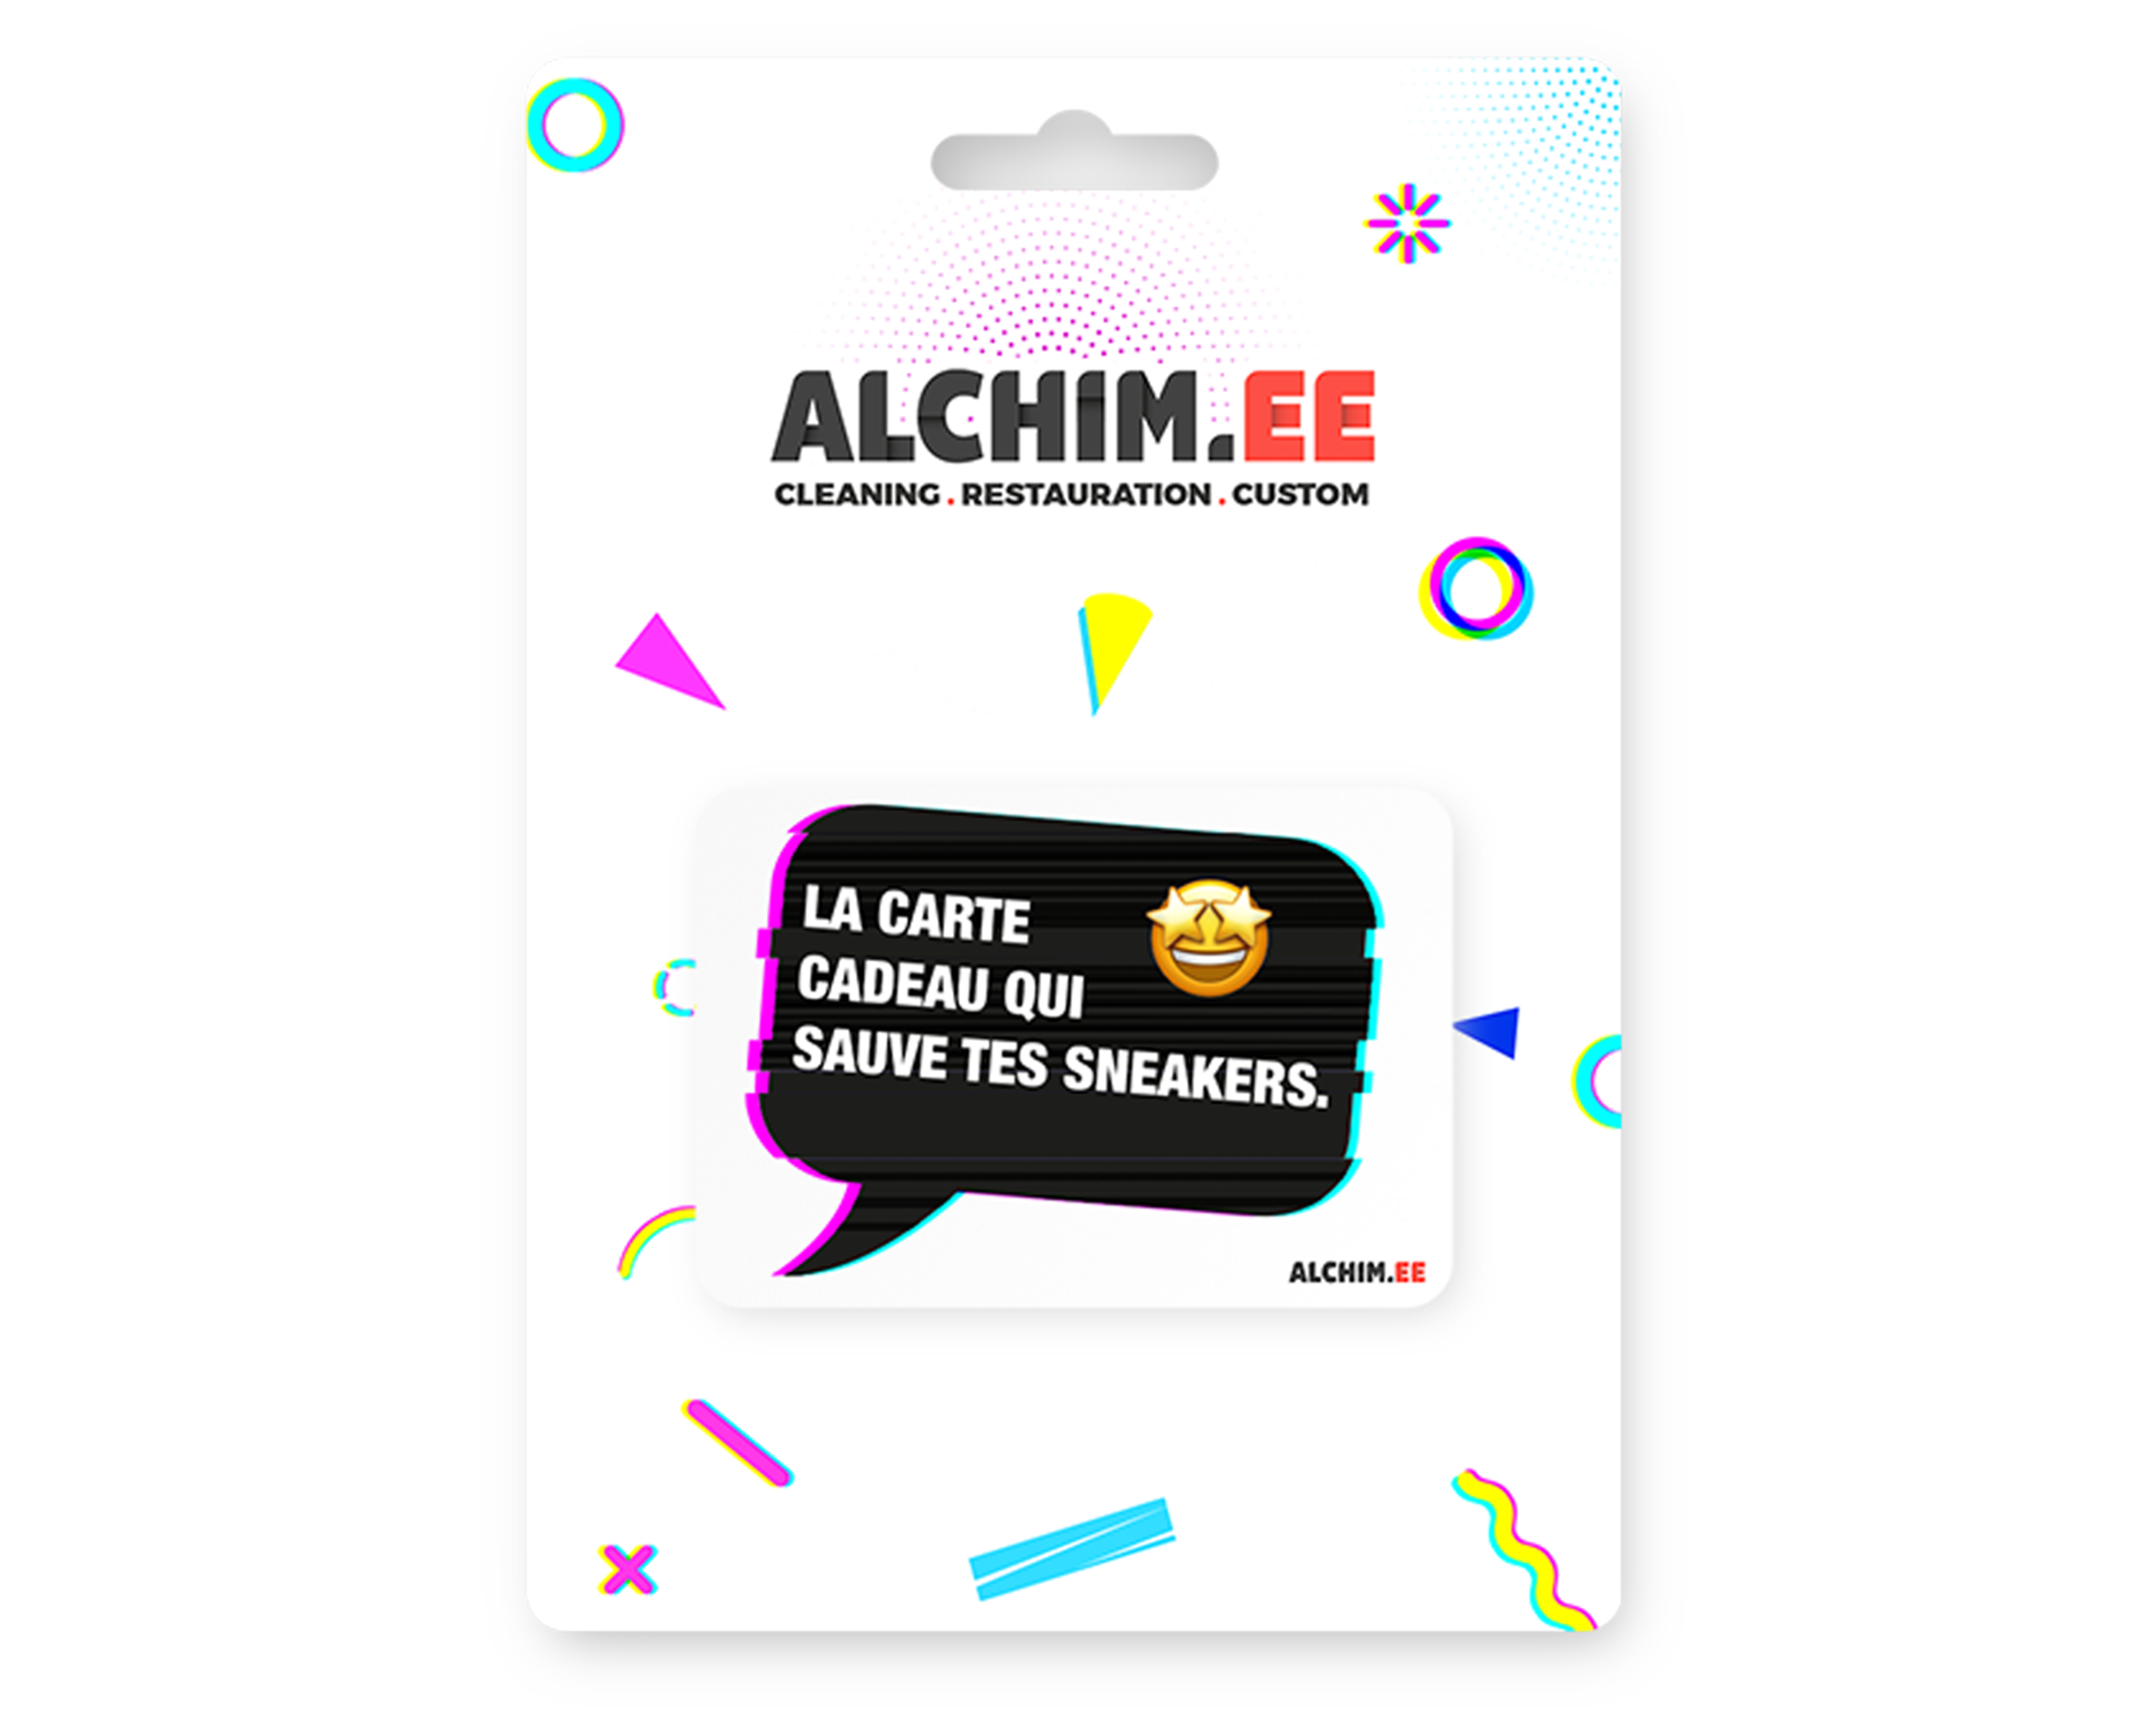 ALCHIM.EE
CLEANING . RESTAURATION . CUSTOM
LA CARTE
CADEAU QUI
SAUVE TES SNEAKERS.
ALCHIM.EE